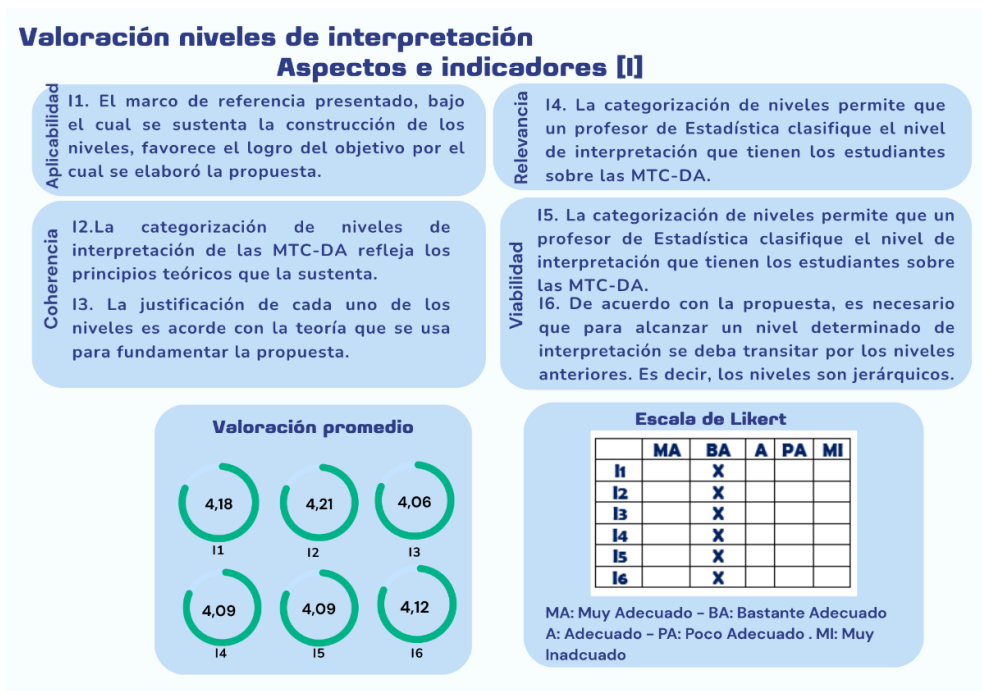 Valoración niveles de interpretación
Aspectos e indicadores [I]
Aplicabilidad
I1. El marco de referencia presentado, bajo
el cual se sustenta la construcción de los
niveles, favorece el logro del objetivo por el
cual se elaboró la propuesta.
Relevancia
I4. La categorización de niveles permite que
un profesor de Estadística clasifique el nivel
de interpretación que tienen los estudiantes
sobre las MTC-DA.
Coherencia
I2.La categorización de niveles de
interpretación de las MTC-DA refleja los
principios teóricos que la sustenta.
I3. La justificación de cada uno de los
niveles es acorde con la teoría que se usa
para fundamentar la propuesta.
Viabilidad
I5. La categorización de niveles permite que un
profesor de Estadística clasifique el nivel de
interpretación que tienen los estudiantes sobre
las MTC-DA.
I6. De acuerdo con la propuesta, es necesario
que para alcanzar un nivel determinado de
interpretación se deba transitar por los niveles
anteriores. Es decir, los niveles son jerárquicos.
Valoración promedio
4,18 4,21 4,06
I1 I2 I3
4,09 4,09 4,12
I4 I5 I6
Escala de Likert
MA BA A PA MI
I1 X
I2 X
I3 X
I4 X
I5 X
I6 X
MA: Muy Adecuado - BA: Bastante Adecuado
A: Adecuado - PA: Poco Adecuado . MI: Muy
Inadcuado